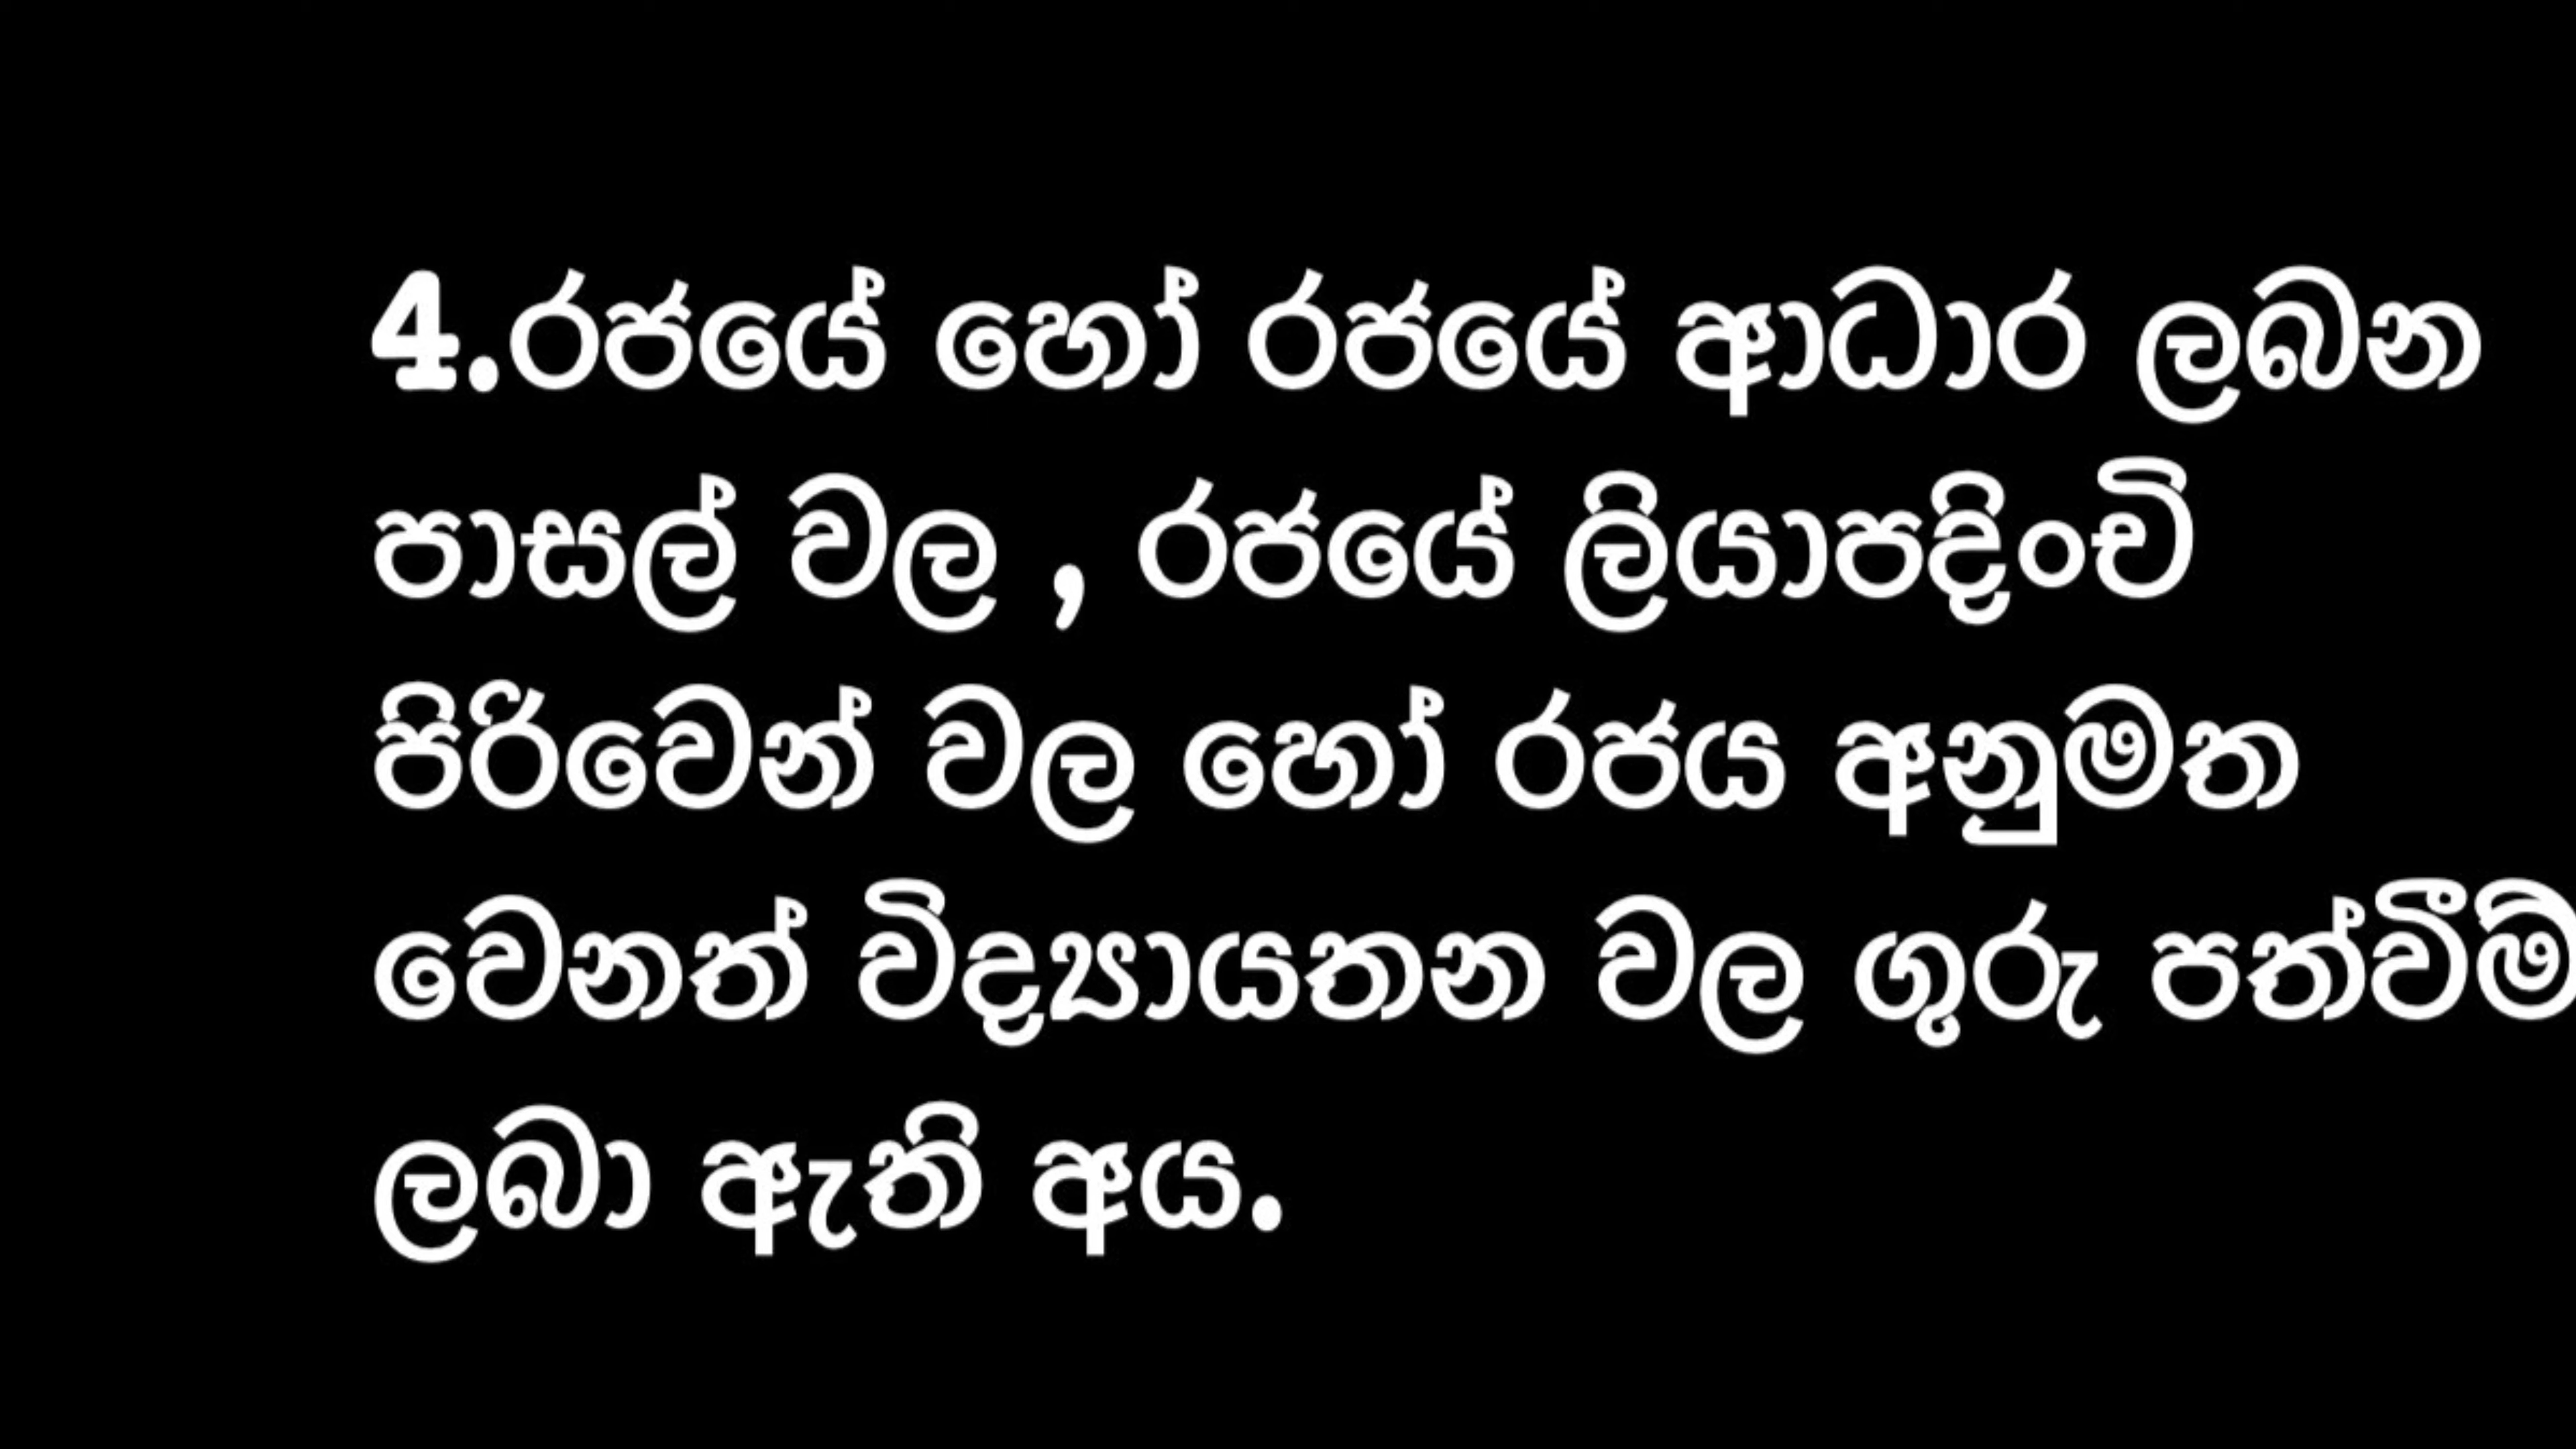 4.රජයේ හෝ රජයේ ආධාර ලබන
පාසල් වල , රජයේ ලියාපදිංචි
පිරිවෙන් වල හෝ රජය අනුමත
වෙනත් විද්‍යායතන වල ගුරු පත්වීම්
ලබා ඇති අය.